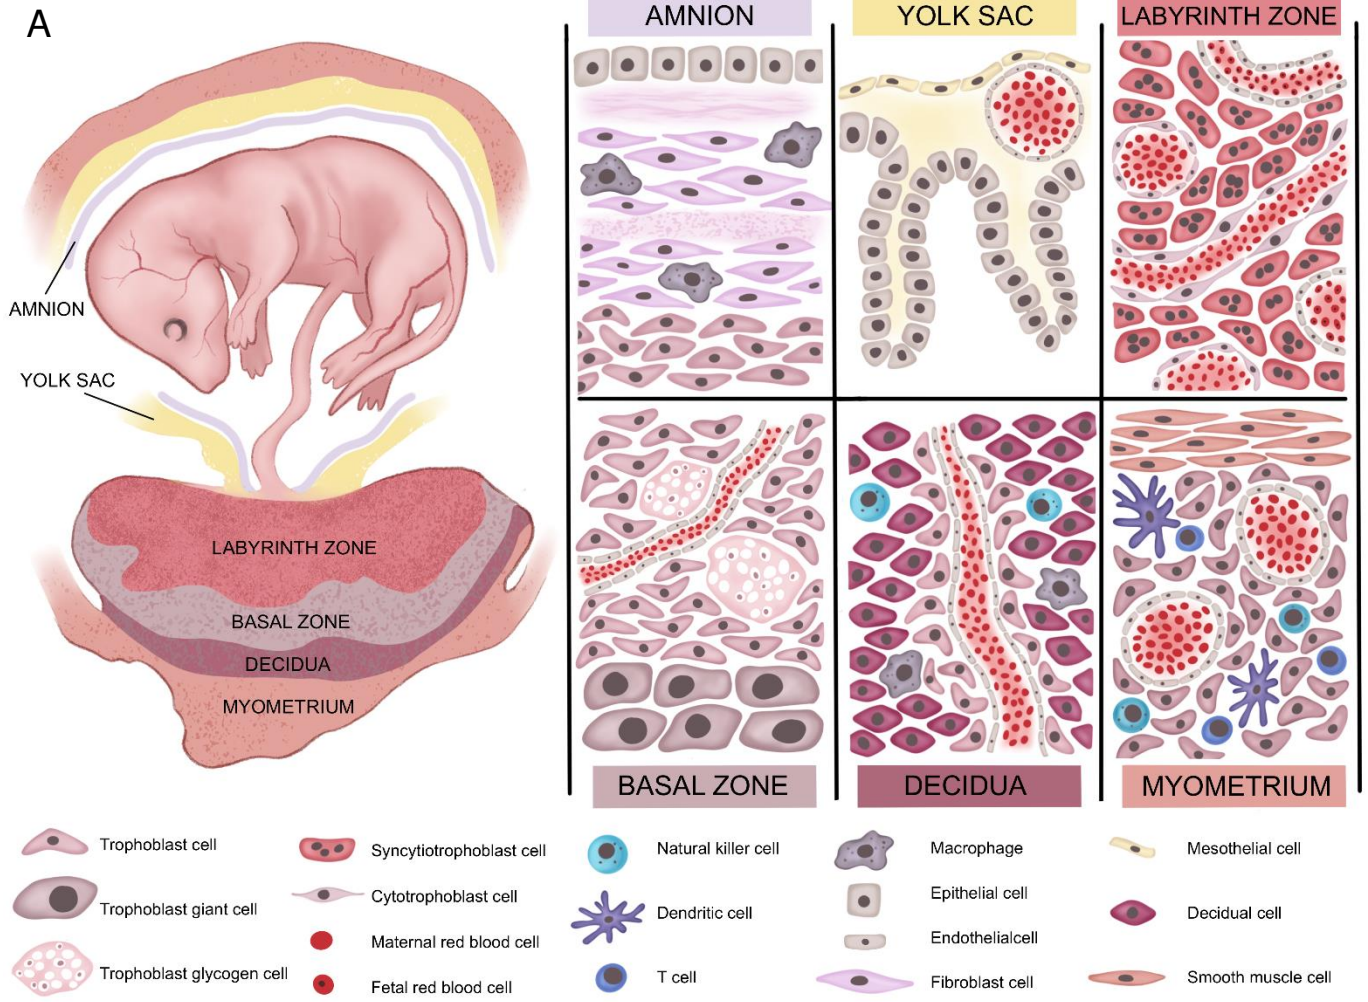 A
AMNION
YOLK SAC
LABYRINTH ZONE
BASAL ZONE
DECIDUA
MYOMETRIUM
AMNION
YOLK SAC
LABYRINTH ZONE
BASAL ZONE
DECIDUA
MYOMETRIUM
Trophoblast cell
Trophoblast giant cell
Trophoblast glycogen cell
Syncytiotrophoblast cell
Cytotrophoblast cell
Maternal red blood cell
Fetal red blood cell
Natural killer cell
Dendritic cell
T cell
Macrophage
Epithelial cell
Endothelialcell
Fibroblast cell
Mesothelial cell
Decidual cell
Smooth muscle cell